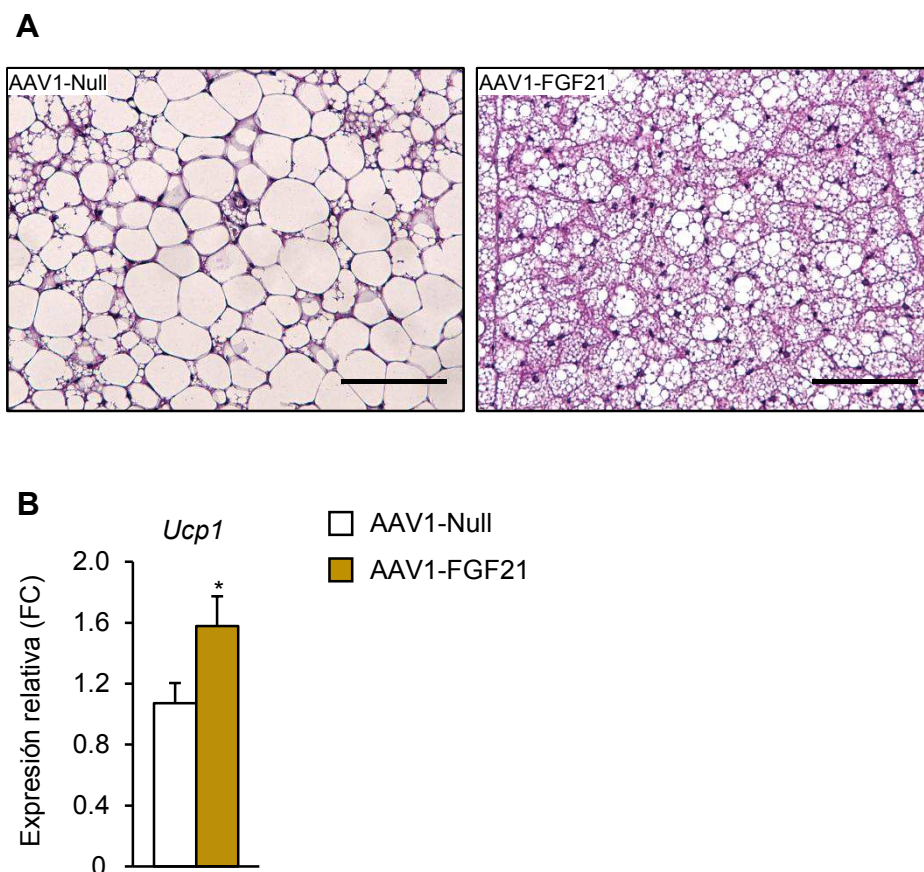 A
AAV1-Null
AAV1-FGF21
B
Ucp1
AAV1-Null
AAV1-FGF21
Expresión relativa (FC)
2.0
1.6
1.2
0.8
0.4
0
*